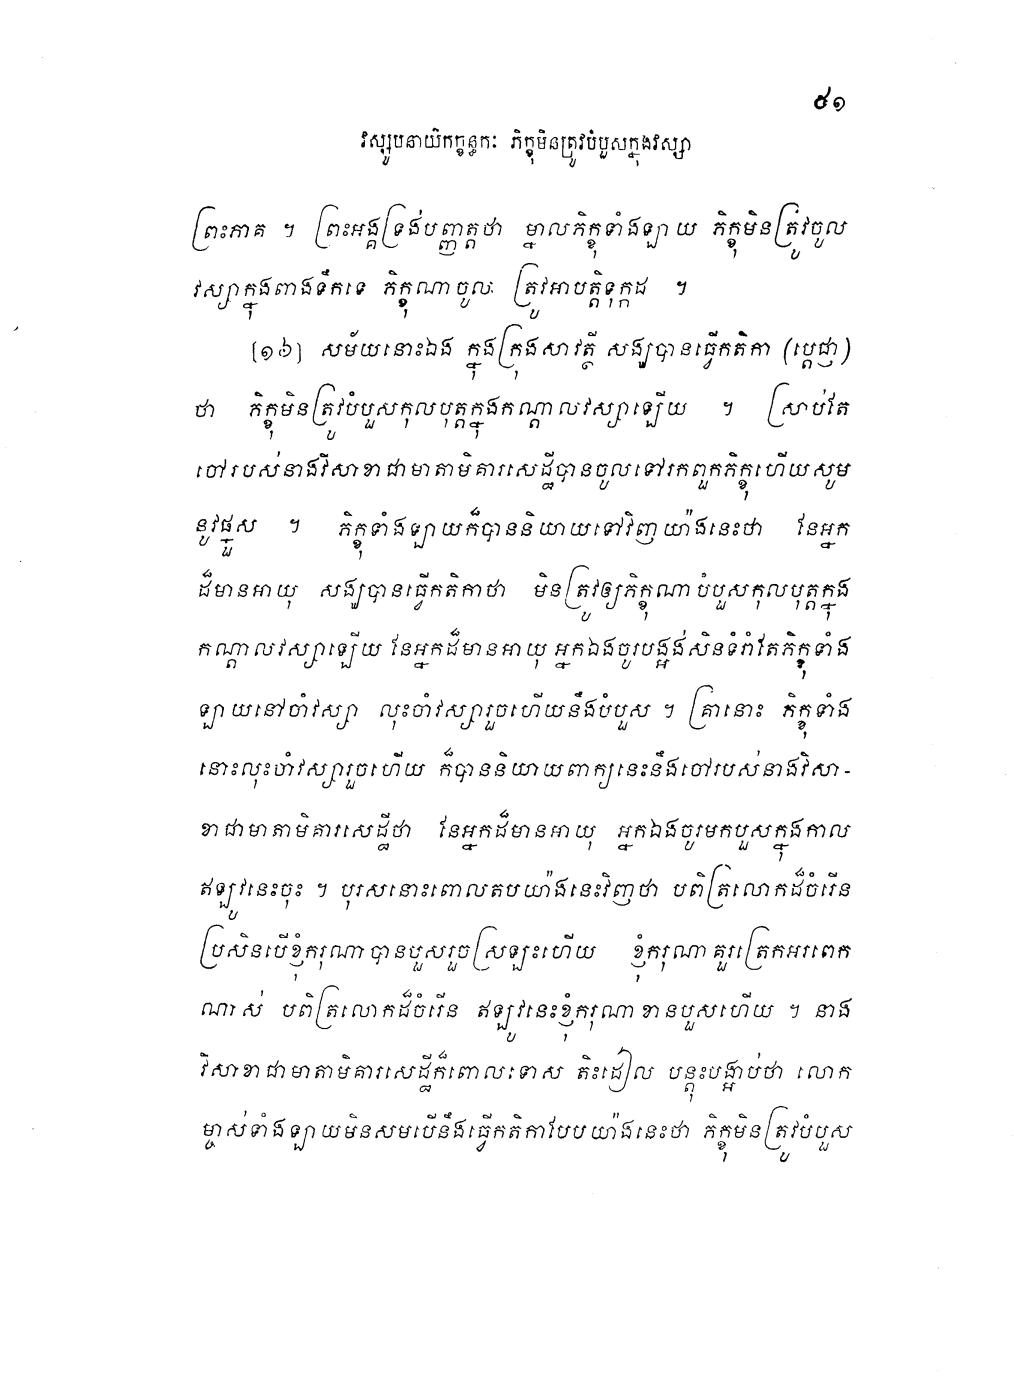 ៥១
វស្សូបនាយិកក្ខន្ធកៈ ភិក្ខុមិនត្រូវបំបួសក្នុងវស្សា
ព្រះភាគ ។ ព្រះអង្គទ្រង់បញ្ញត្តថា ម្នាលភិក្ខុទាំងឡាយ ភិក្ខុមិនត្រូវចូល
វស្សាក្នុងពាងទឹកទេ ភិក្ខុណាចូល ត្រូវអាបត្តិទុក្កដ ។
[១៦] សម័យនោះឯង ក្នុងក្រុងសាវត្ថី សង្ឃបានធ្វើកតិកា (ប្តេជ្ញា)
ថា ភិក្ខុមិនត្រូវបំបួសកុលបុត្តក្នុងកណ្តាលវស្សាឡើយ ។ ស្រាប់តែ
ចៅរបស់នាងវិសាខាជាមាតាមិគារសេដ្ឋីបានចូលទៅរកពួកភិក្ខុហើយសូម
នូវផ្នួស ។ ភិក្ខុទាំងឡាយក៏បាននិយាយទៅវិញយ៉ាងនេះថា នែអ្នក
ដ៏មានអាយុ សង្ឃបានធ្វើកតិកាថា មិនត្រូវឲ្យភិក្ខុណាបំបួសកុលបុត្តក្នុង
កណ្តាលវស្សាឡើយ នែអ្នកដ៏មានអាយុ អ្នកឯងចូរបង្អង់សិនទំរាំតែភិក្ខុទាំង
ឡាយនៅចាំវស្សា លុះចាំវស្សារួចហើយនឹងបំបួស ។ គ្រានោះ ភិក្ខុទាំង
នោះលុះចាំវស្សារួចហើយ ក៏បាននិយាយពាក្យនេះនឹងចៅរបស់នាងវិសា-
ខាជាមាតាមិគារសេដ្ឋីថា នែអ្នកដ៏មានអាយុ អ្នកឯងចូរមកបួសក្នុងកាល
ឥឡូវនេះចុះ ។ បុរសនោះពោលតបយ៉ាងនេះវិញថា បពិត្រលោកដ៏ចំរើន
ប្រសិនបើខ្ញុំករុណាបានបួសរួចស្រឡះហើយ ខ្ញុំករុណាគួរត្រេកអរពេក
ណាស់ បពិត្រលោកដ៏ចំរើន ឥឡូវនេះខ្ញុំករុណាខានបួសហើយ ។ នាង
វិសាខាជាមាតាមិគារសេដ្ឋីក៏ពោលទោស តិះដៀល បន្តុះបង្អាប់ថា លោក
ម្ចាស់ទាំងឡាយមិនសមបើនឹងធ្វើកតិកាបែបយ៉ាងនេះថា ភិក្ខុមិនត្រូវបំបួស